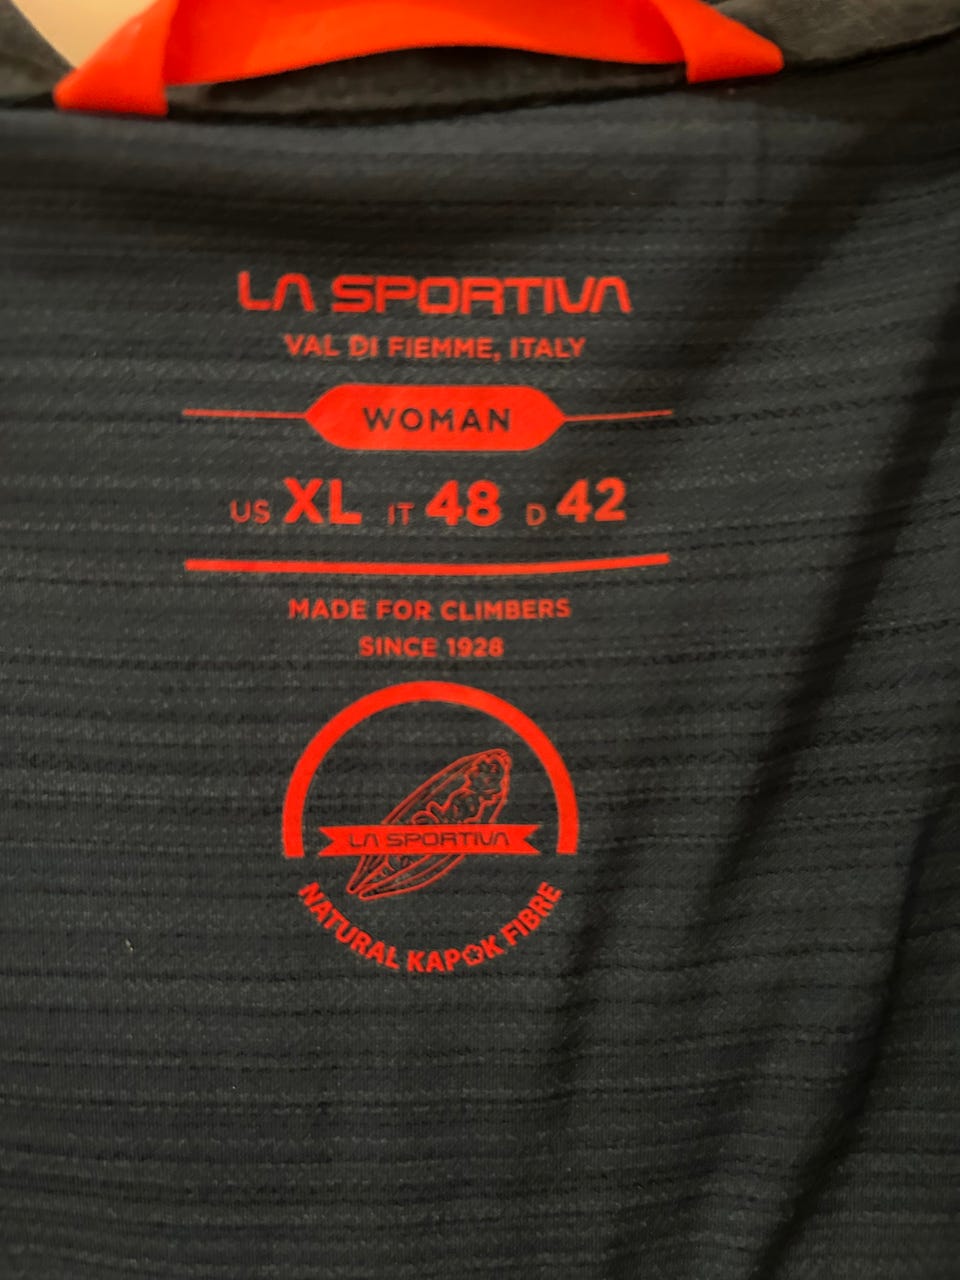 LA SPORTIVA
VAL DI FIEMME, ITALY
WOMAN
US XL IT 48 D 42
MADE FOR CLIMBERS
SINCE 1928
LA SPORTIVA
NATURAL KAPOK FIBRE